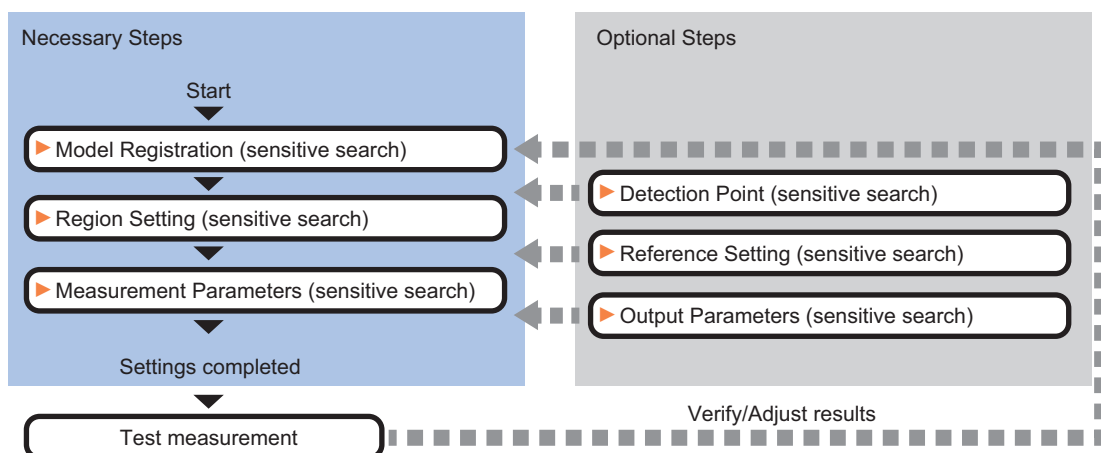 Necessary Steps
Start
Model Registration (sensitive search)
Region Setting (sensitive search)
Measurement Parameters (sensitive search)
Settings completed
Test measurement
Optional Steps
Detection Point (sensitive search)
Reference Setting (sensitive search)
Output Parameters (sensitive search)
Verify/Adjust results